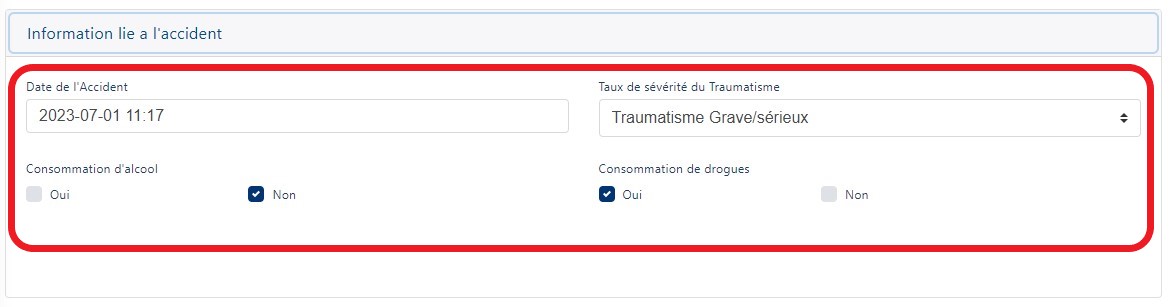 Information lie a l'accident
Date de l'Accident
2023-07-01 11:17
Taux de sévérité du Traumatisme
Traumatisme Grave/sérieux
Consommation d'alcool
Oui
Non
Consommation de drogues
Oui
Non